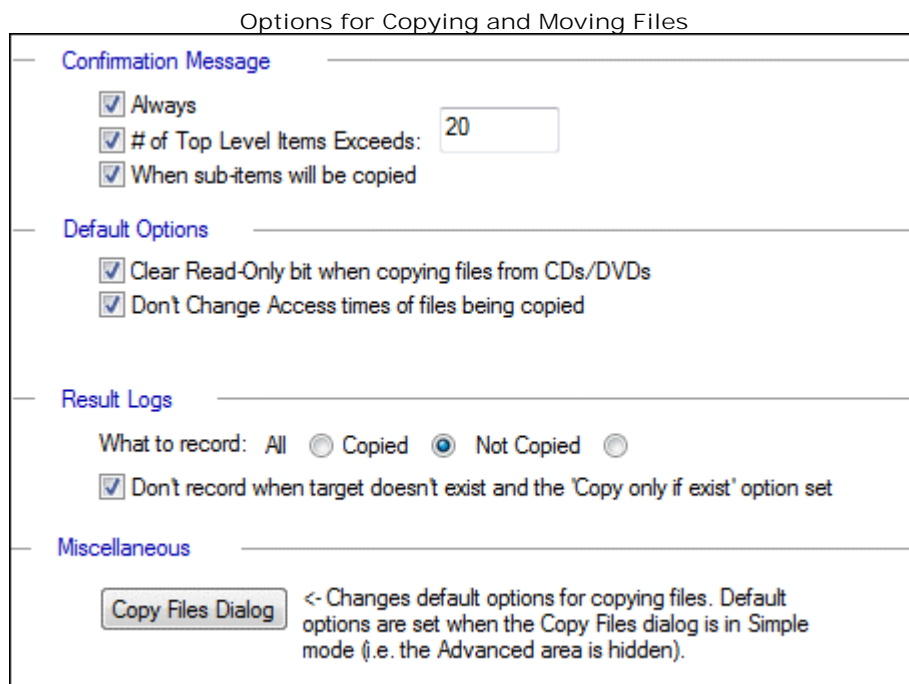 Options for Copying and Moving Files
Confirmation Message
Always
# of Top Level Items Exceeds: 20
When sub-items will be copied
Default Options
Clear Read-Only bit when copying files from CDs/DVDs
Don't Change Access times of files being copied
Result Logs
What to record: All Copied Not Copied
Don't record when target doesn't exist and the 'Copy only if exist' option set
Miscellaneous
Copy Files Dialog
<- Changes default options for copying files. Default
options are set when the Copy Files dialog is in Simple
mode (i.e. the Advanced area is hidden).